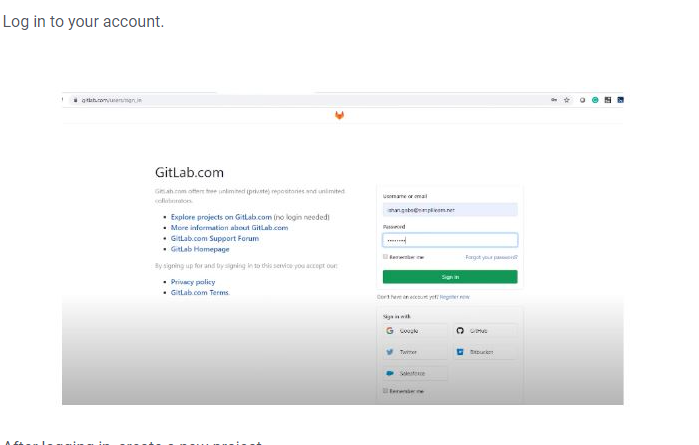 Log in to your account.
gitlab.com/users/sign_in
GitLab.com
GitLab.com offers free unlimited (private) repositories and unlimited
collaborators.
Explore projects on GitLab.com (no login needed)
More information about GitLab.com
GitLab.com Support Forum
GitLab Homepage
By signing up for and by signing in to this service you accept our:
Privacy policy
GitLab.com Terms.
Username or email
Password
Remember me
Forgot your password?
Sign in
Don't have an account yet? Register now
Sign in with
Google
GitHub
Twitter
Bitbucket
Salesforce
Remember me
After logging in, create a new project